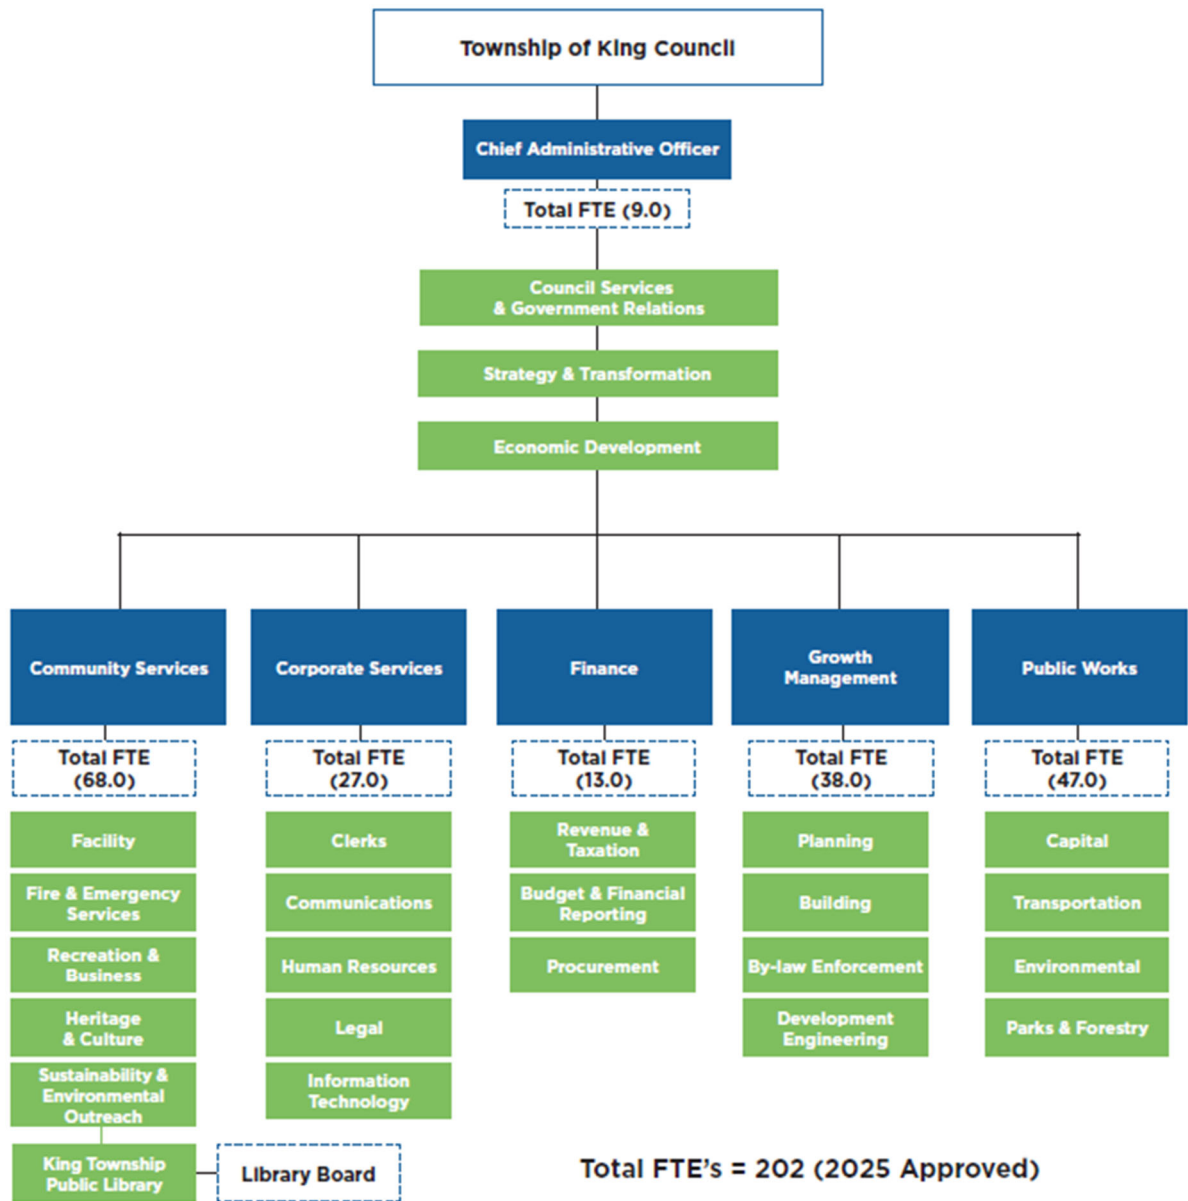 Township of King Council
Chief Administrative Officer
Total FTE (9.0)
Council Services
& Government Relations
Strategy & Transformation
Economic Development
Community Services
Corporate Services
Finance
Growth
Management
Public Works
Total FTE
(68.0)
Total FTE
(27.0)
Total FTE
(13.0)
Total FTE
(38.0)
Total FTE
(47.0)
Facility
Fire & Emergency
Services
Recreation &
Business
Heritage
& Culture
Sustainability &
Environmental
Outreach
King Township
Public Library
Library Board
Clerks
Communications
Human Resources
Legal
Information
Technology
Revenue &
Taxation
Budget & Financial
Reporting
Procurement
Planning
Building
By-law Enforcement
Development
Engineering
Capital
Transportation
Environmental
Parks & Forestry
Total FTE's = 202 (2025 Approved)